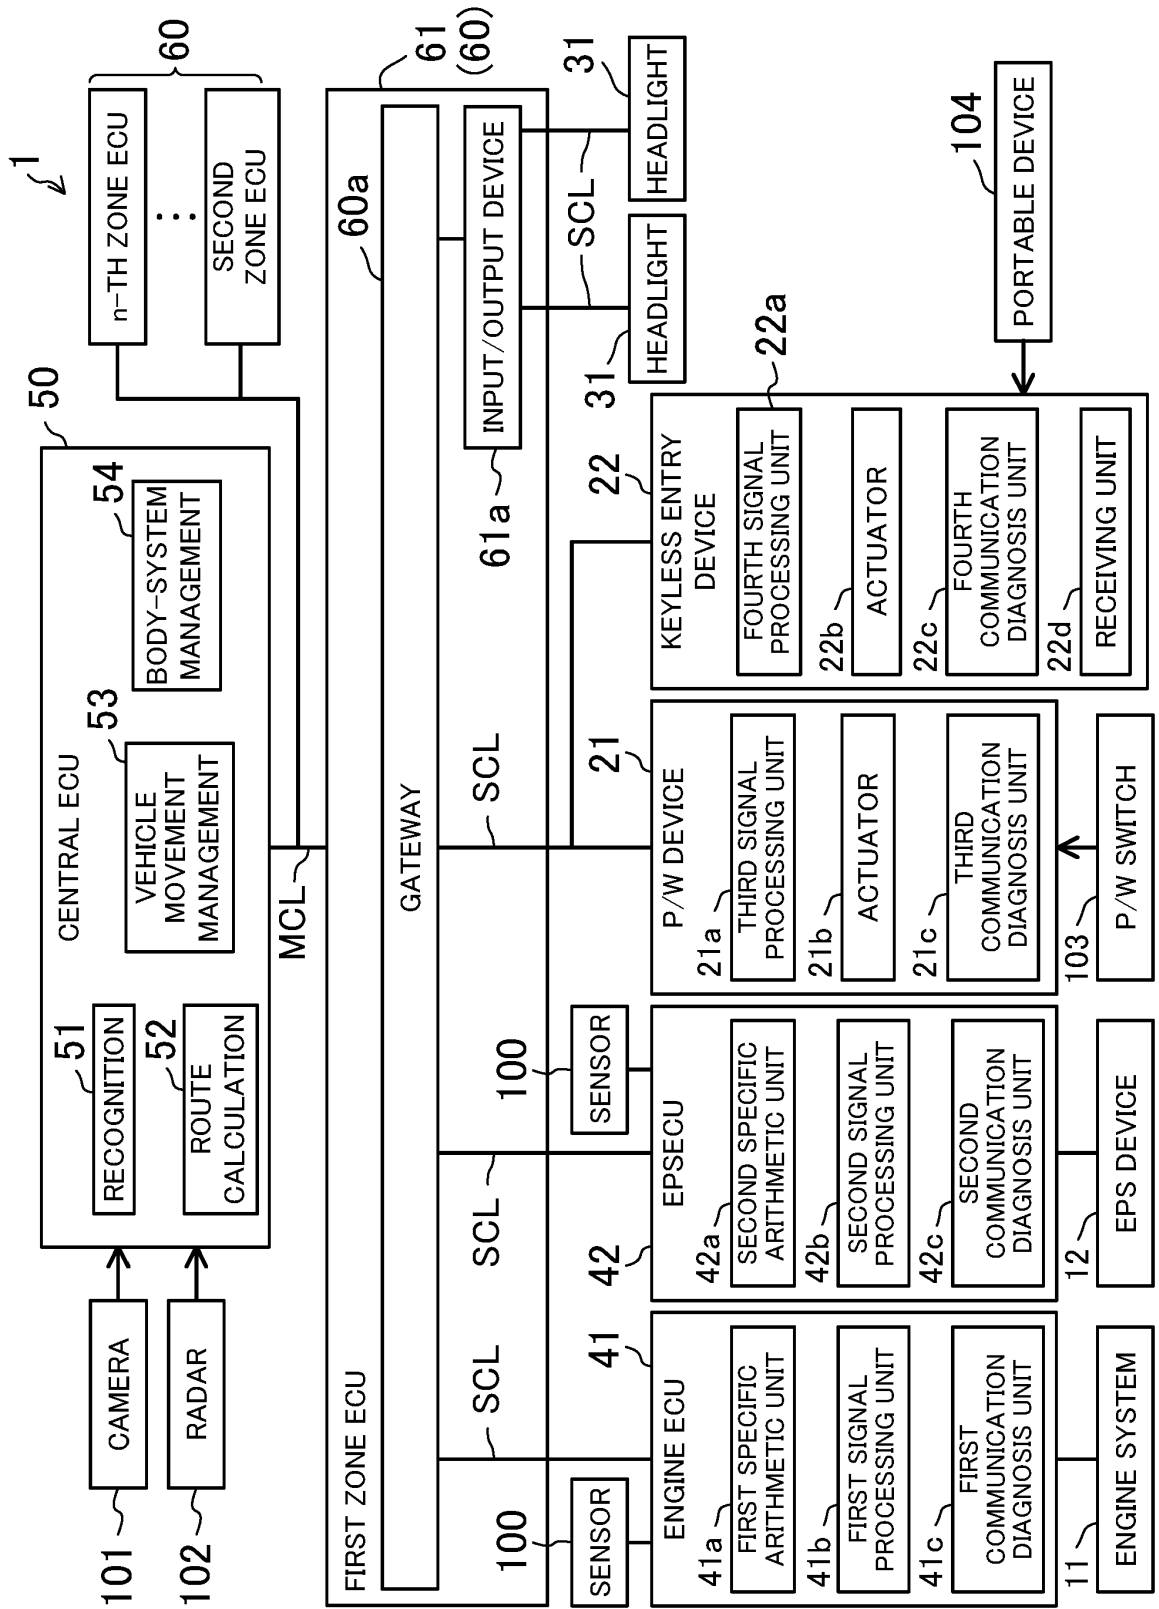 1
CAMERA
101
RADAR
102
50
CENTRAL ECU
RECOGNITION
51
ROUTE
CALCULATION
52
VEHICLE
MOVEMENT
MANAGEMENT
53
BODY-SYSTEM
MANAGEMENT
54
n-TH ZONE ECU
SECOND
ZONE ECU
60
MCL
FIRST ZONE ECU
61
(60)
GATEWAY
60a
INPUT/OUTPUT DEVICE
61a
SCL
SCL
SCL
SCL
SCL
HEADLIGHT
31
HEADLIGHT
31
SENSOR
100
SENSOR
100
ENGINE ECU
41
FIRST SPECIFIC
ARITHMETIC UNIT
41a
FIRST SIGNAL
PROCESSING UNIT
41b
FIRST
COMMUNICATION
DIAGNOSIS UNIT
41c
ENGINE SYSTEM
11
EPSECU
42
SECOND SPECIFIC
ARITHMETIC UNIT
42a
SECOND SIGNAL
PROCESSING UNIT
42b
SECOND
COMMUNICATION
DIAGNOSIS UNIT
42c
EPS DEVICE
12
P/W DEVICE
21
THIRD SIGNAL
PROCESSING UNIT
21a
ACTUATOR
21b
THIRD
COMMUNICATION
DIAGNOSIS UNIT
21c
P/W SWITCH
103
KEYLESS ENTRY
DEVICE
22
FOURTH SIGNAL
PROCESSING UNIT
22a
ACTUATOR
22b
FOURTH
COMMUNICATION
DIAGNOSIS UNIT
22c
RECEIVING UNIT
22d
PORTABLE DEVICE
104